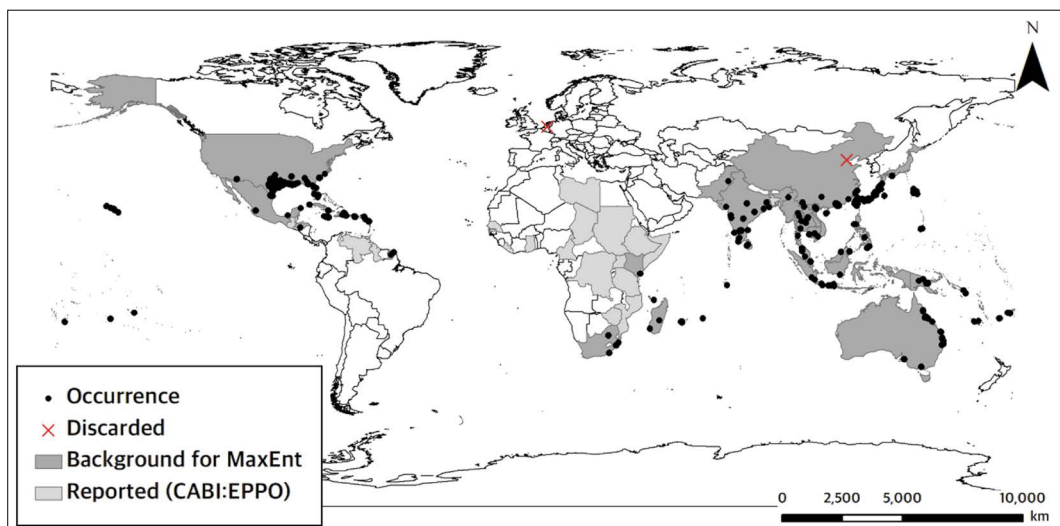 N
Occurrence
Discarded
Background for MaxEnt
Reported (CABI:EPPO)
0 2,500 5,000 10,000
km